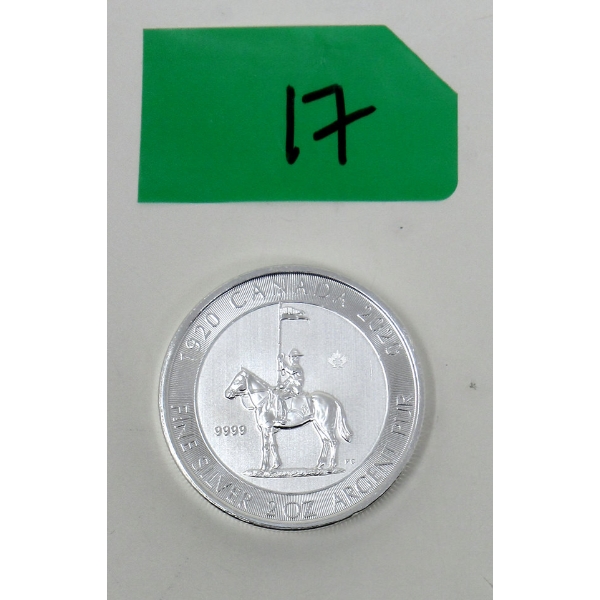 17
1920 CANADA 2020
9999
FINE SILVER 2 OZ ARGENT PUR